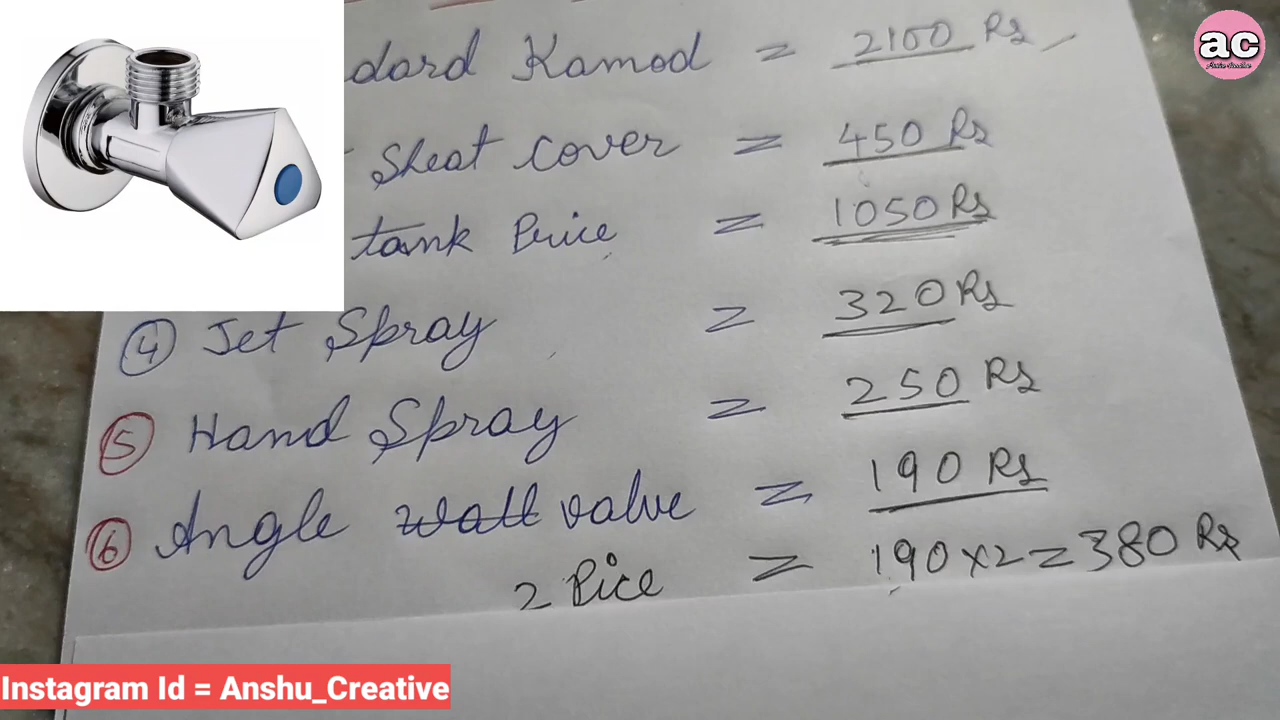 dard Kamod = 2100 Rs
Sheat cover = 450 Rs
tank Price = 1050 Rs
4 Jet Spray = 320 Rs
5 Hand Spray = 250 Rs
6 Angle wall valve = 190 Rs
2 Pice = 190 x 2 = 380 Rs
ac
Instagram Id = Anshu_Creative